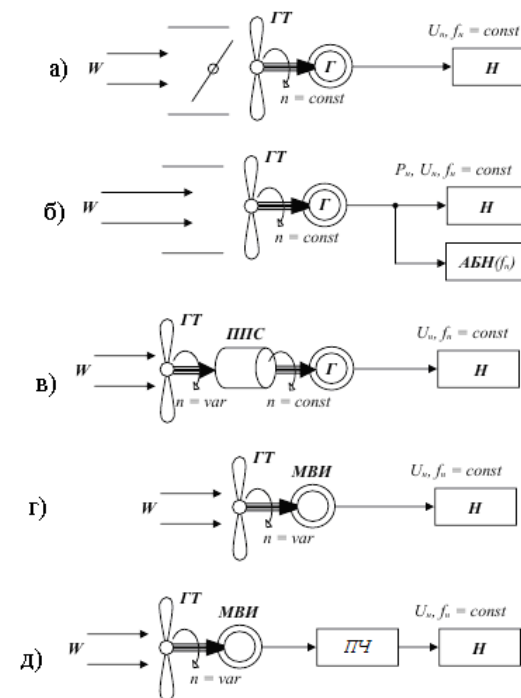 ГТ
Uн, fн = const
а) W Г Н
n = const
ГТ
Pн, Uн, fн = const
б) W Г Н
n = const
АБН(fн)
ГТ ППС Uн, fн = const
в) W Г Н
n = var n = const
ГТ МВИ Uн, fн = const
г) W Н
n = var
ГТ МВИ Uн, fн = const
д) W ПЧ Н
n = var